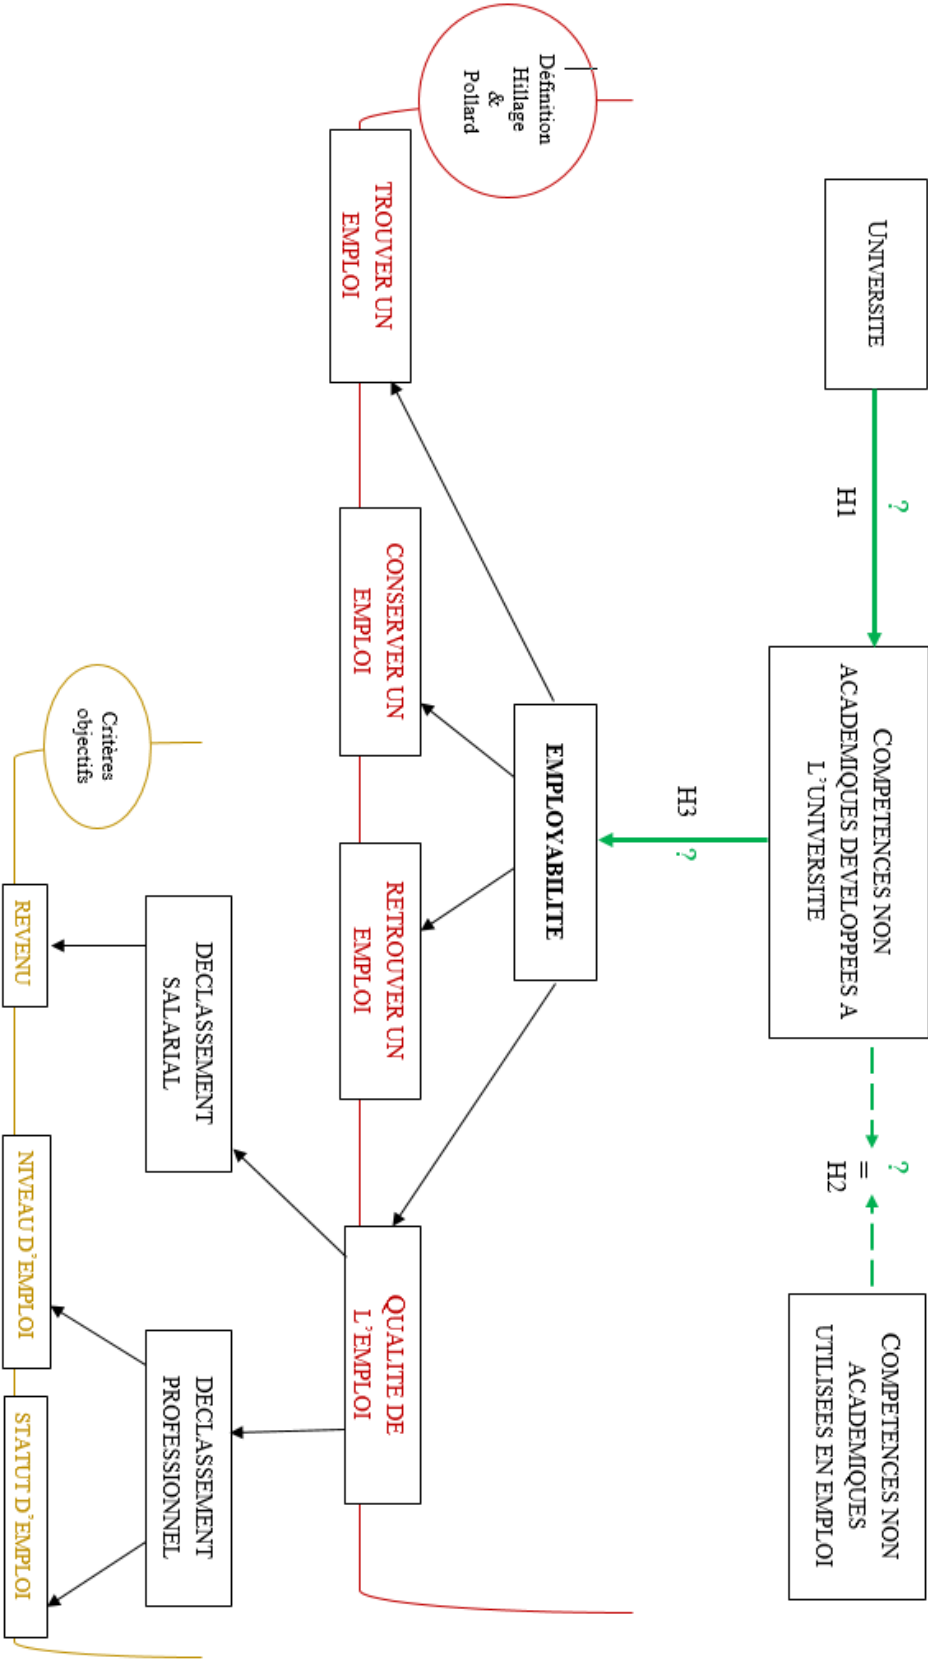 UNIVERSITE
?
H1
COMPETENCES NON
ACADEMIQUES DEVELOPPEES A
L'UNIVERSITE
?
=
H2
COMPETENCES NON
ACADEMIQUES
UTILISEES EN EMPLOI
H3
?
Définition
Hillage
&
Pollard
EMPLOYABILITE
TROUVER UN
EMPLOI
CONSERVER UN
EMPLOI
RETROUVER UN
EMPLOI
QUALITE DE
L'EMPLOI
Critères
objectifs
DECLASSEMENT
SALARIAL
DECLASSEMENT
PROFESSIONNEL
REVENU
NIVEAU D'EMPLOI
STATUT D'EMPLOI